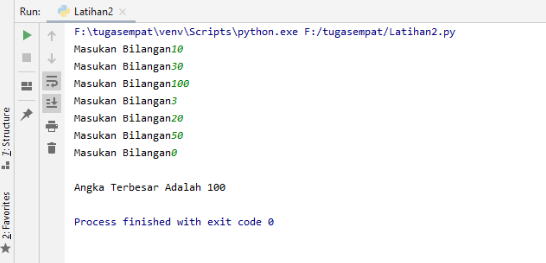 Run: Latihan2
F:\tugasempat\venv\Scripts\python.exe F:/tugasempat/Latihan2.py
Masukan Bilangan10
Masukan Bilangan30
Masukan Bilangan100
Masukan Bilangan3
Masukan Bilangan20
Masukan Bilangan50
Masukan Bilangan0
Angka Terbesar Adalah 100
Process finished with exit code 0
7: Structure
2: Favorites